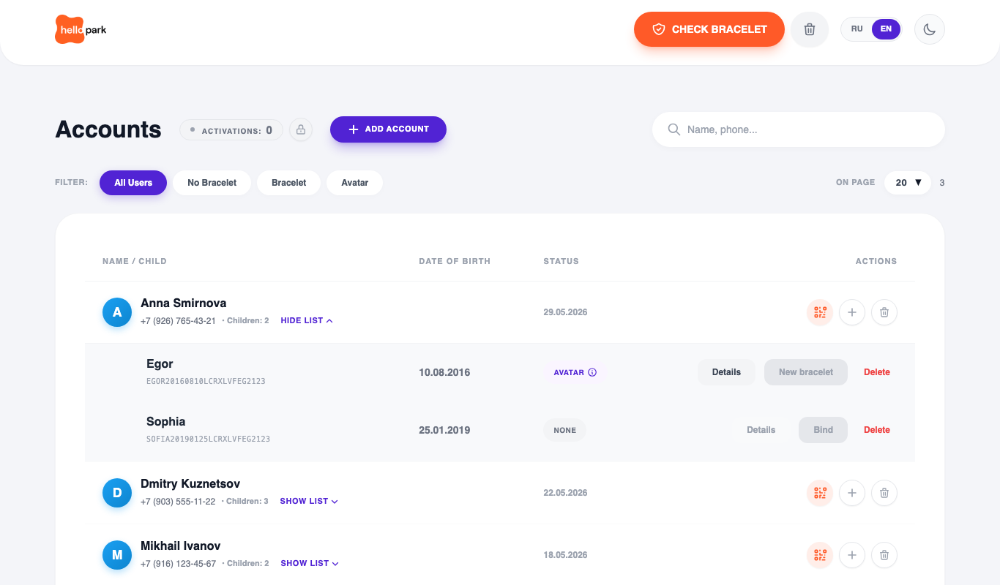 hello park
CHECK BRACELET
RU
EN
Accounts
ACTIVATIONS: 0
ADD ACCOUNT
Name, phone...
FILTER:
All Users
No Bracelet
Bracelet
Avatar
ON PAGE
20 ▼
3
NAME / CHILD
DATE OF BIRTH
STATUS
ACTIONS
A
Anna Smirnova
+7 (926) 765-43-21 · Children: 2 HIDE LIST
29.05.2026
Egor
EGOR20160810LCRXLVFEG2123
10.08.2016
AVATAR
Details
New bracelet
Delete
Sophia
SOFIA20190125LCRXLVFEG2123
25.01.2019
NONE
Details
Bind
Delete
D
Dmitry Kuznetsov
+7 (903) 555-11-22 · Children: 3 SHOW LIST
22.05.2026
M
Mikhail Ivanov
+7 (916) 123-45-67 · Children: 2 SHOW LIST
18.05.2026